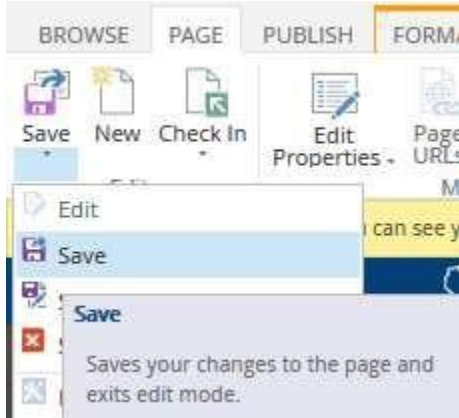 BROWSE PAGE PUBLISH FORMA
Save New Check In Edit Page
Properties URLs
M
Edit
can see y
Save
Save
Saves your changes to the page and
exits edit mode.